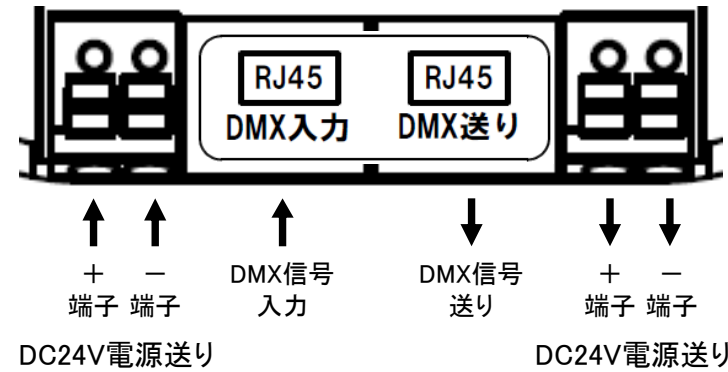 RJ45 RJ45
DMX入力 DMX送り
＋ － DMX信号 DMX信号 ＋ －
端子 端子 入力 送り 端子 端子
DC24V電源送り DC24V電源送り